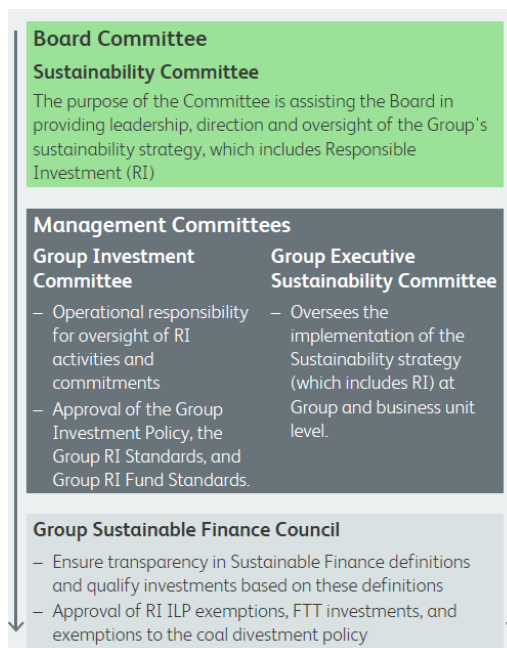 Board Committee
Sustainability Committee
The purpose of the Committee is assisting the Board in
providing leadership, direction and oversight of the Group's
sustainability strategy, which includes Responsible
Investment (RI)
Management Committees
Group Investment
Committee
– Operational responsibility
for oversight of RI
activities and
commitments
– Approval of the Group
Investment Policy, the
Group RI Standards, and
Group RI Fund Standards.
Group Executive
Sustainability Committee
– Oversees the
implementation of the
Sustainability strategy
(which includes RI) at
Group and business unit
level.
Group Sustainable Finance Council
– Ensure transparency in Sustainable Finance definitions
and qualify investments based on these definitions
– Approval of RI ILP exemptions, FTT investments, and
exemptions to the coal divestment policy